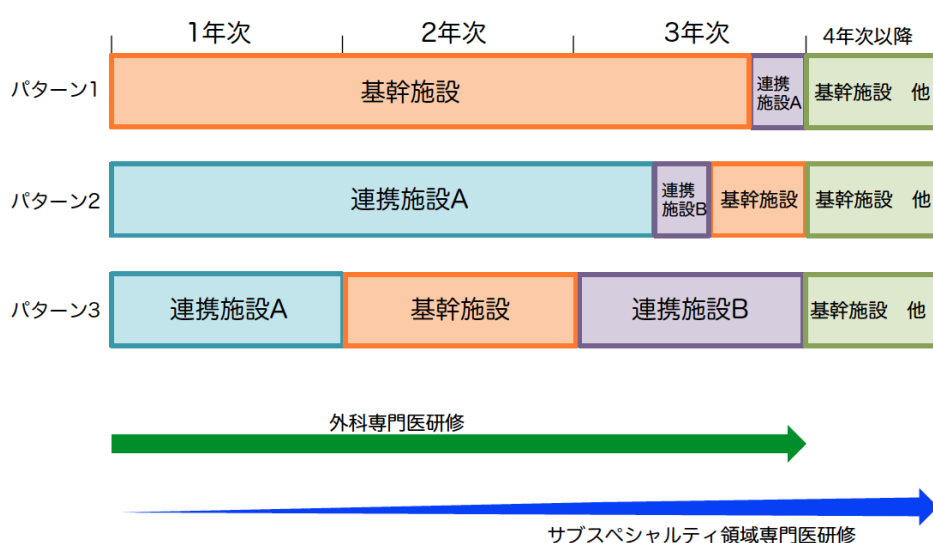 1年次 2年次 3年次 4年次以降
パターン1 基幹施設 連携
施設A 基幹施設 他
パターン2 連携施設A 連携
施設B 基幹施設 基幹施設 他
パターン3 連携施設A 基幹施設 連携施設B 基幹施設 他
外科専門医研修
サブスペシャルティ領域専門医研修